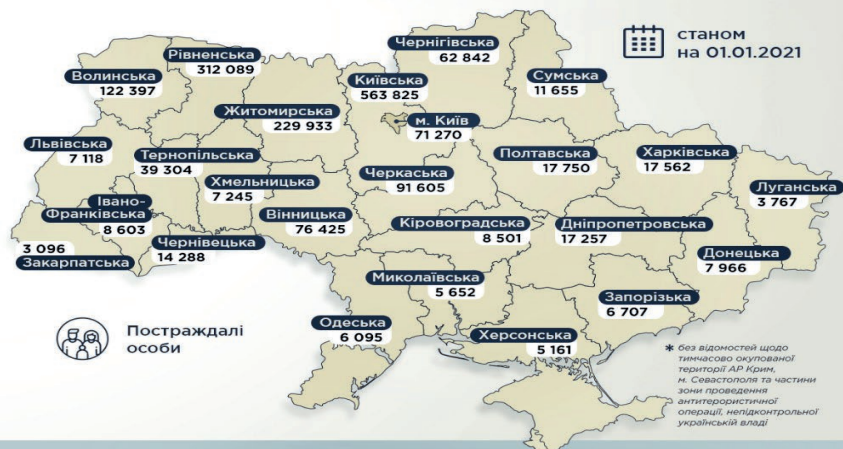 станом
на 01.01.2021
Чернігівська
62 842
Рівненська
312 089
Волинська
122 397
Київська
563 825
Сумська
11 655
Житомирська
229 933
м. Київ
71 270
Львівська
7 118
Тернопільська
39 304
Полтавська
17 750
Харківська
17 562
Хмельницька
7 245
Черкаська
91 605
Луганська
3 767
Івано-
Франківська
8 603
Вінницька
76 425
Кіровоградська
8 501
Дніпропетровська
17 257
3 096
Закарпатська
Чернівецька
14 288
Донецька
7 966
Миколаївська
5 652
Запорізька
6 707
Одеська
6 095
Херсонська
5 161
Постраждалі
особи
* без відомостей щодо
тимчасово окупованої
території АР Крим,
м. Севастополя та частини
зони проведення
антитерористичної
операції, непідконтрольної
українській владі